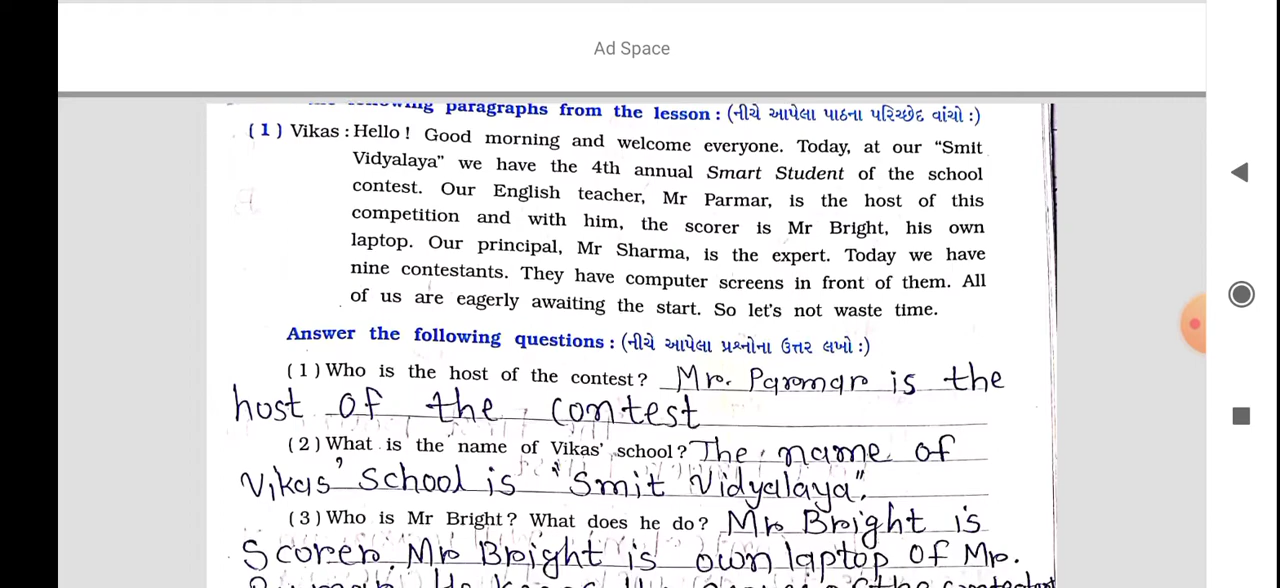 Ad Space
following paragraphs from the lesson : (નીચે આપેલા પાઠના પરિચ્છેદ વાંચો :)
( 1 ) Vikas : Hello ! Good morning and welcome everyone. Today, at our “Smit
Vidyalaya” we have the 4th annual Smart Student of the school
contest. Our English teacher, Mr Parmar, is the host of this
competition and with him, the scorer is Mr Bright, his own
laptop. Our principal, Mr Sharma, is the expert. Today we have
nine contestants. They have computer screens in front of them. All
of us are eagerly awaiting the start. So let's not waste time.
Answer the following questions : (નીચે આપેલા પ્રશ્નોના ઉત્તર લખો :)
( 1 ) Who is the host of the contest? Mr. Parmar is the
host of the contest
( 2 ) What is the name of Vikas' school? The name of
Vikas' school is "Smit Vidyalaya".
( 3 ) Who is Mr Bright? What does he do? Mr Bright is
Scorer. Mr Bright is own laptop of Mr.